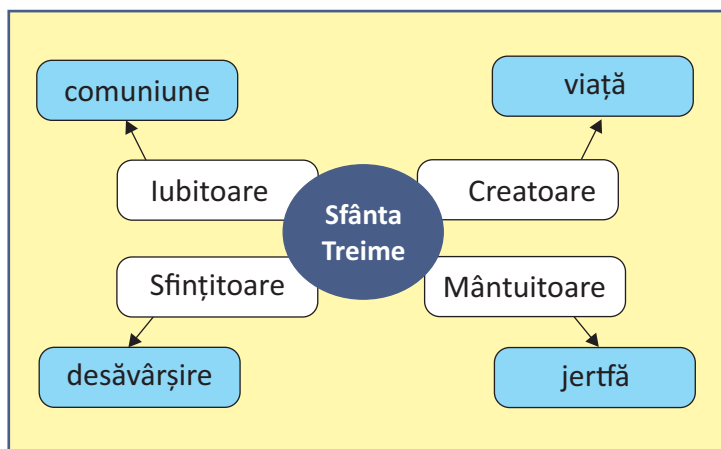 comuniune
viață
Iubitoare
Creatoare
Sfânta
Treime
Sfințitoare
Mântuitoare
desăvârșire
jertfă